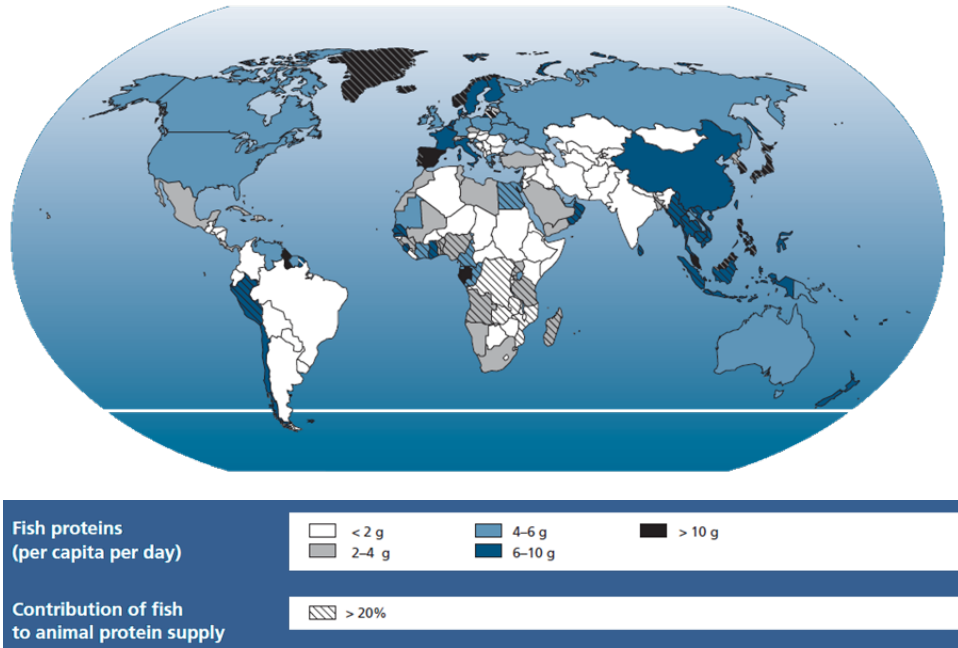 Fish proteins
(per capita per day)
< 2 g
4–6 g
> 10 g
2–4 g
6–10 g
Contribution of fish
to animal protein supply
> 20%